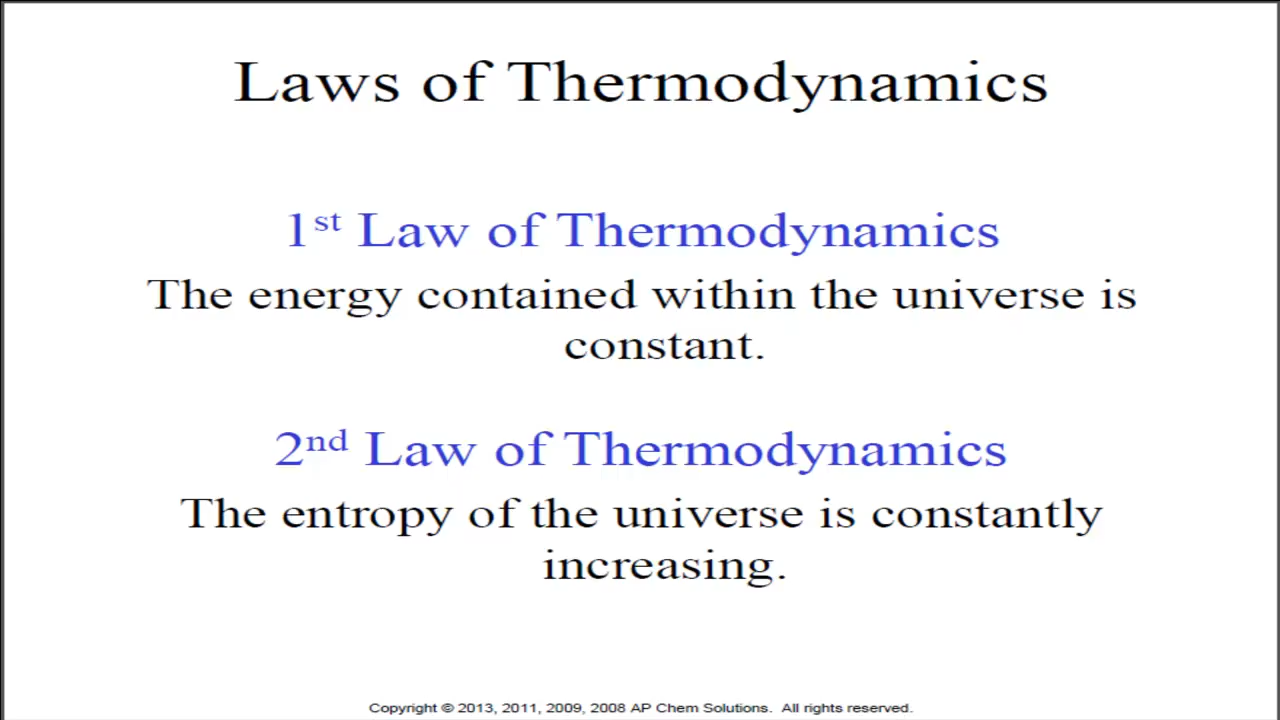 Laws of Thermodynamics
1st Law of Thermodynamics
The energy contained within the universe is
constant.
2nd Law of Thermodynamics
The entropy of the universe is constantly
increasing.
Copyright © 2013, 2011, 2009, 2008 AP Chem Solutions. All rights reserved.